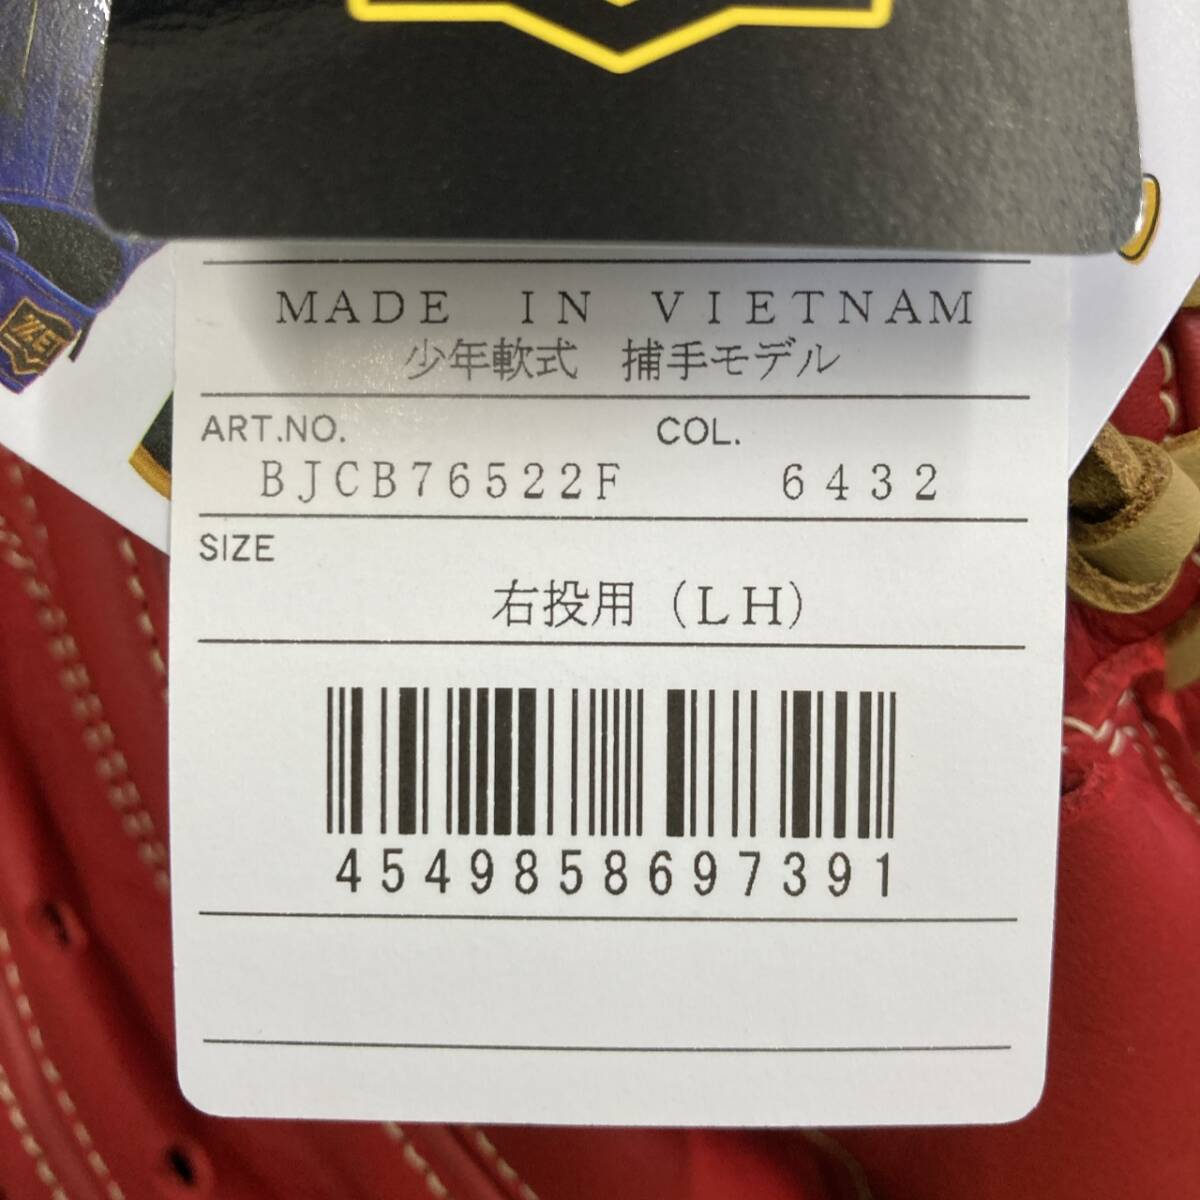 MADE IN VIETNAM
少年軟式 捕手モデル
ART.NO. COL.
BJCB76522F 6432
SIZE
右投用(LH)
4549858697391